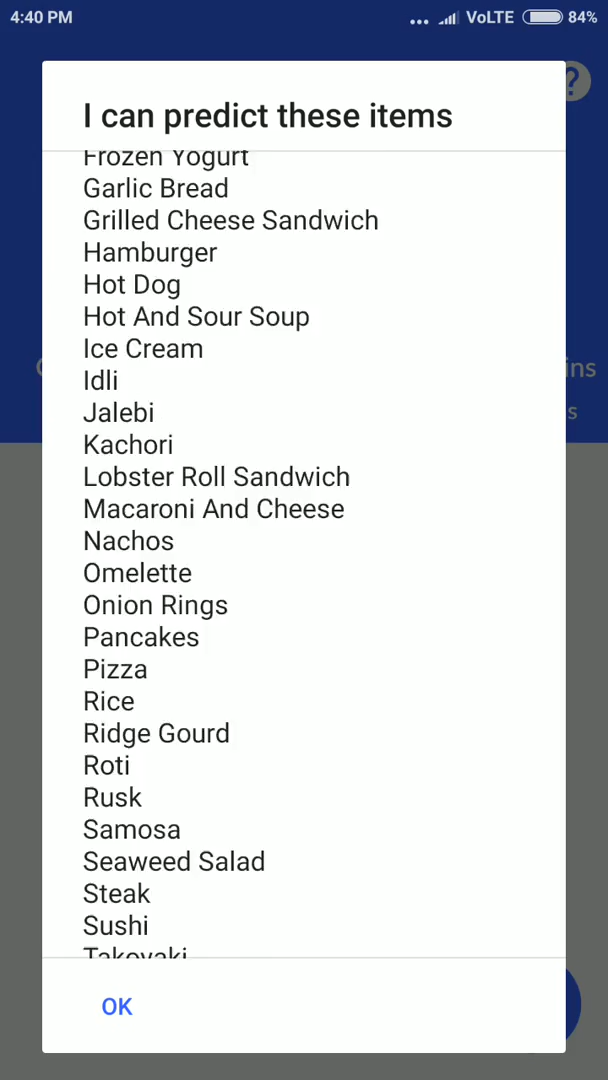 4:40 PM
... VoLTE 84%
?
I can predict these items
Frozen Yogurt
Garlic Bread
Grilled Cheese Sandwich
Hamburger
Hot Dog
Hot And Sour Soup
Ice Cream
Idli
Jalebi
Kachori
Lobster Roll Sandwich
Macaroni And Cheese
Nachos
Omelette
Onion Rings
Pancakes
Pizza
Rice
Ridge Gourd
Roti
Rusk
Samosa
Seaweed Salad
Steak
Sushi
Takoyaki
OK
ins
s